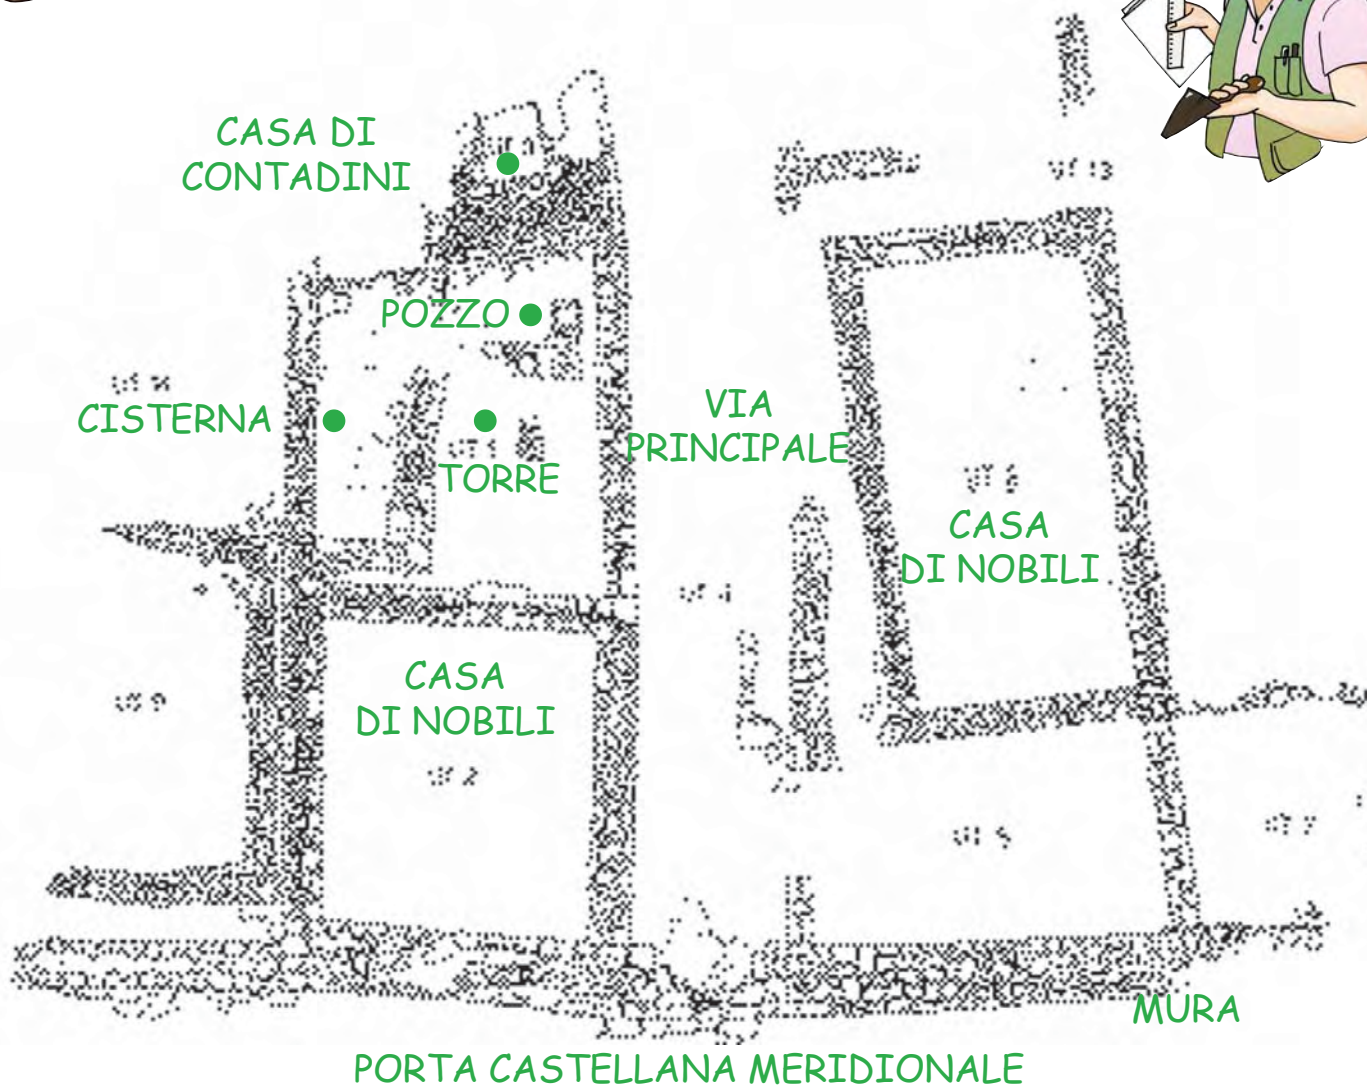 CASA DI
CONTADINI
POZZO
CISTERNA
TORRE
VIA
PRINCIPALE
CASA
DI NOBILI
CASA
DI NOBILI
MURA
PORTA CASTELLANA MERIDIONALE